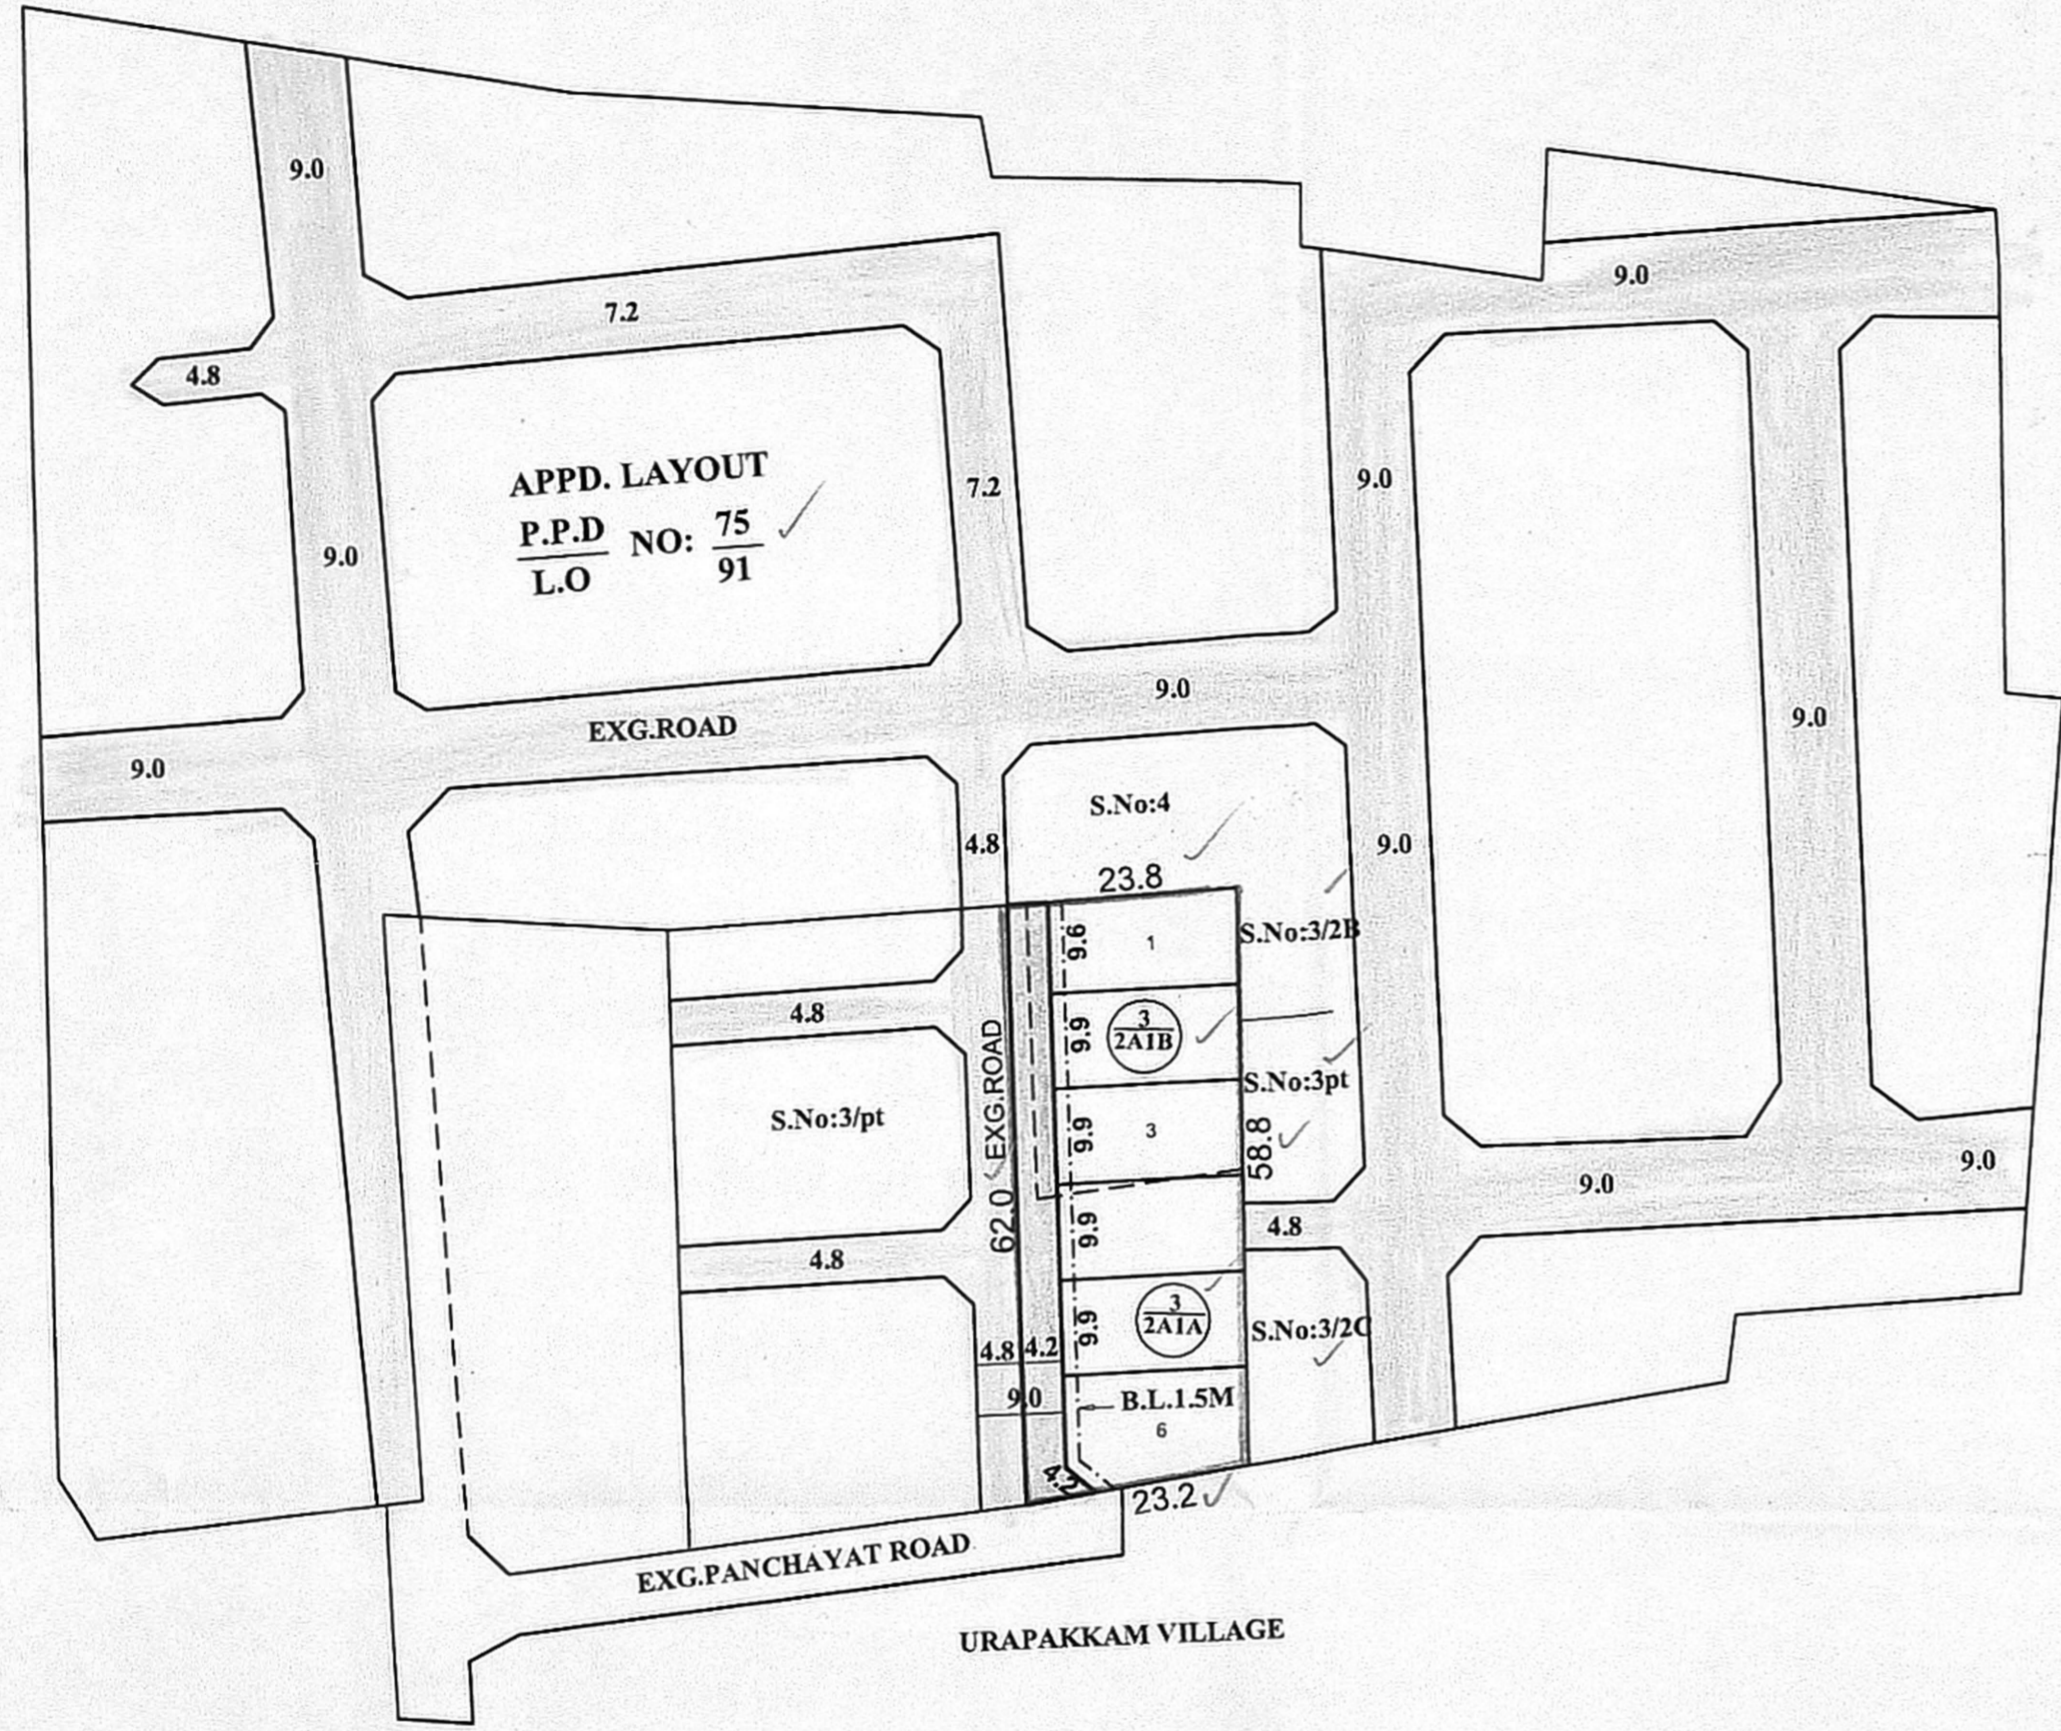 9.0
9.0
7.2
4.8
APPD. LAYOUT
P.P.D
L.O
NO:
75
91
7.2
9.0
9.0
9.0
9.0
EXG.ROAD
9.0
9.0
S.No:4
4.8
9.0
23.8
9.6
1
S.No:3/2B
4.8
9.9
3
2A1B
EXG.ROAD
S.No:3pt
S.No:3/pt
9.9
3
58.8
9.0
9.0
62.0
9.9
4.8
4.8
9.9
3
2A1A
S.No:3/2C
4.8
4.2
9.0
B.L.1.5M
6
4.2
23.2
EXG.PANCHAYAT ROAD
URAPAKKAM VILLAGE